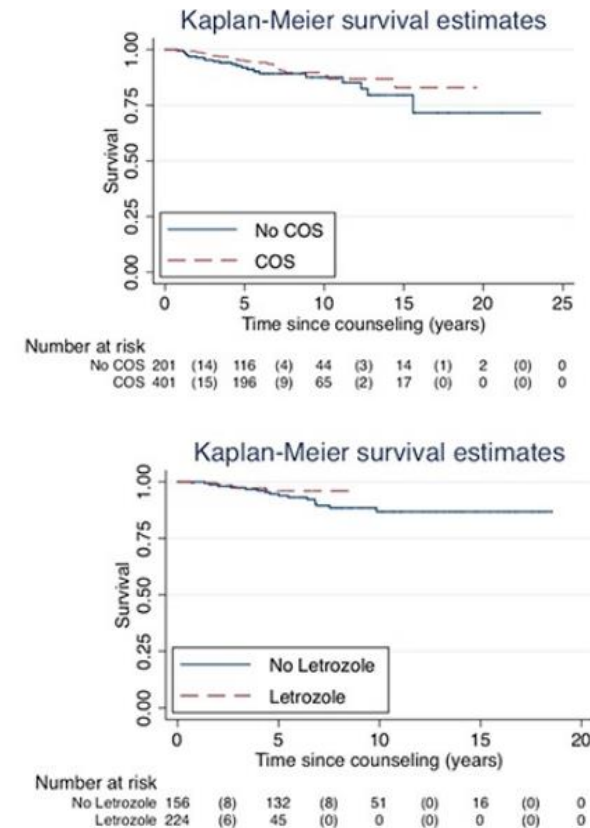 Kaplan-Meier survival estimates
1.00
0.75
0.50
0.25
0.00
Survival
No COS
COS
0 5 10 15 20 25
Time since counseling (years)
Number at risk
No COS 201 (14) 116 (4) 44 (3) 14 (1) 2 (0) 0
COS 401 (15) 196 (9) 65 (2) 17 (0) 0 (0) 0
Kaplan-Meier survival estimates
1.00
0.75
0.50
0.25
0.00
Survival
No Letrozole
Letrozole
0 5 10 15 20
Time since counseling (years)
Number at risk
No Letrozole 156 (8) 132 (8) 51 (0) 16 (0) 0
Letrozole 224 (6) 45 (0) 0 (0) 0 (0) 0